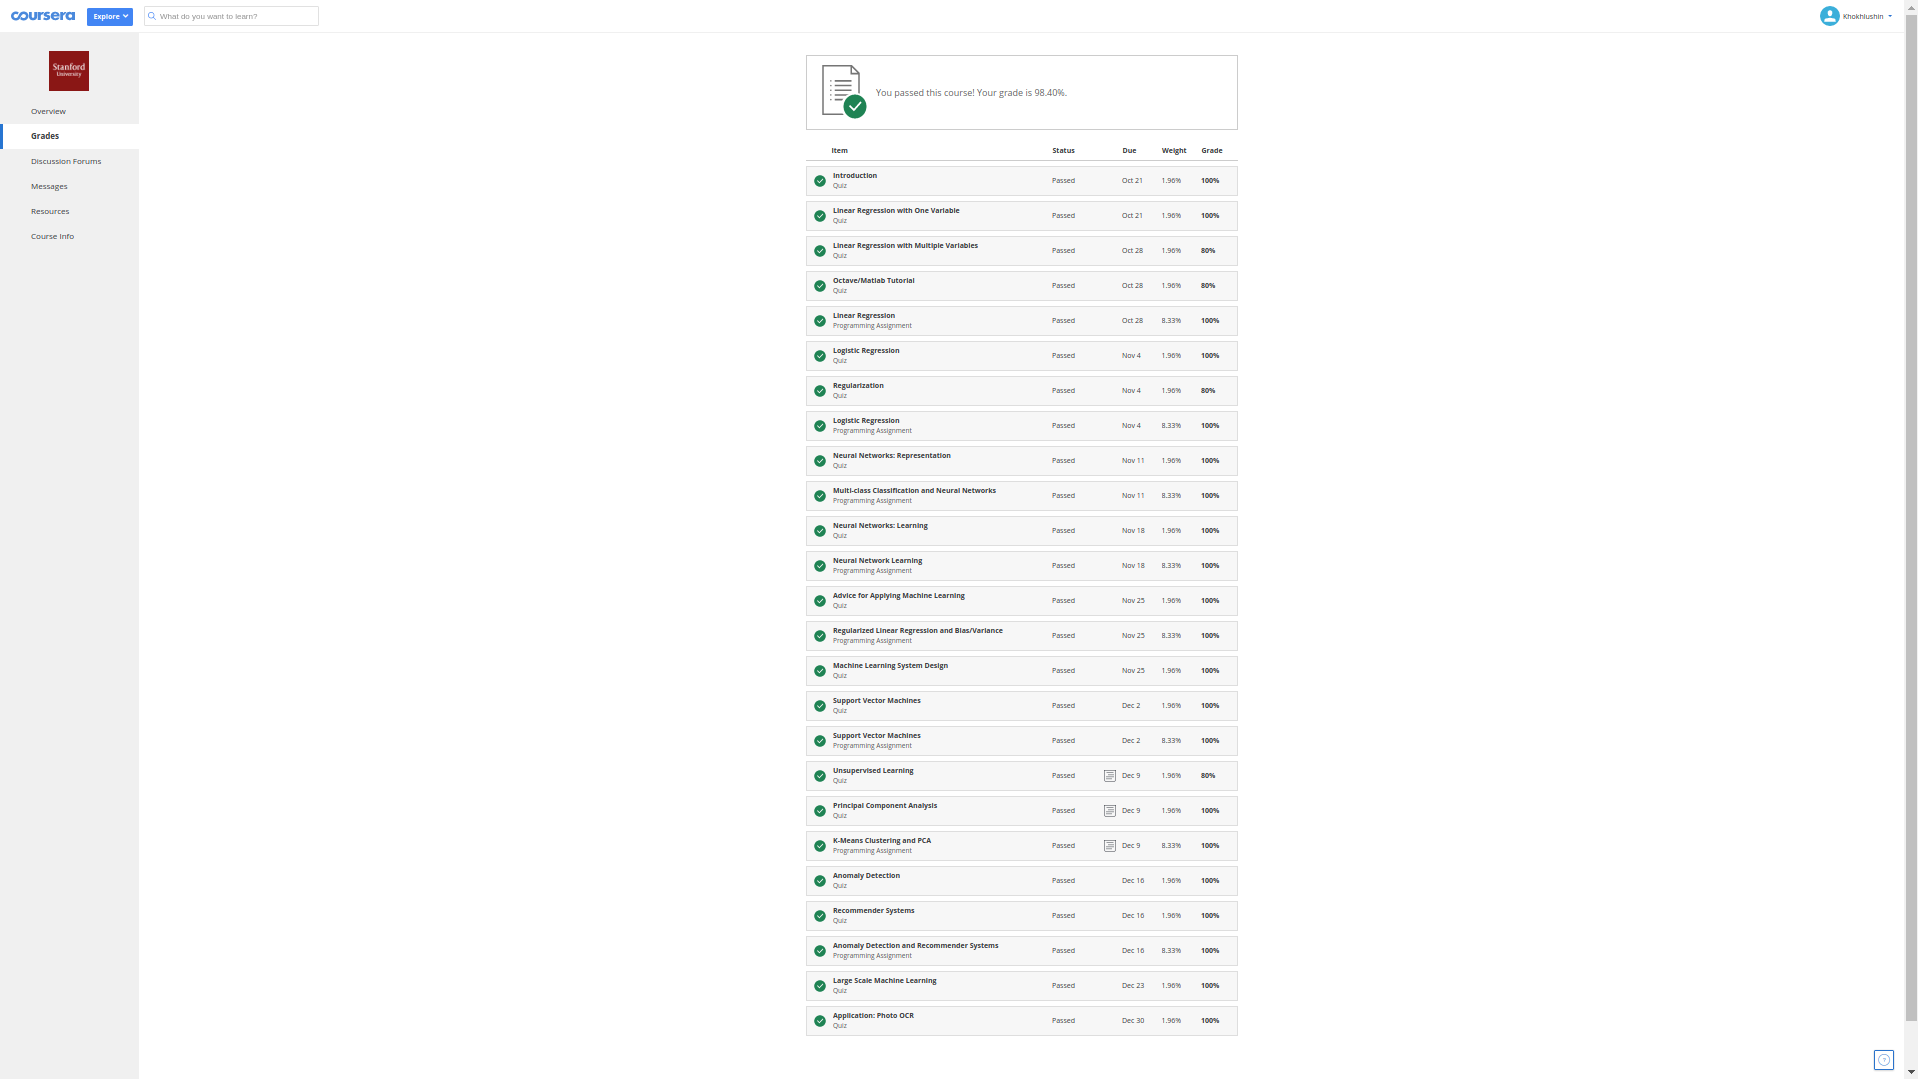 coursera Explore What do you want to learn? Khokhlushin
Stanford
University
Overview
Grades
Discussion Forums
Messages
Resources
Course Info
You passed this course! Your grade is 98.40%.
Item Status Due Weight Grade
Introduction
Quiz
Passed Oct 21 1.96% 100%
Linear Regression with One Variable
Quiz
Passed Oct 21 1.96% 100%
Linear Regression with Multiple Variables
Quiz
Passed Oct 28 1.96% 80%
Octave/Matlab Tutorial
Quiz
Passed Oct 28 1.96% 80%
Linear Regression
Programming Assignment
Passed Oct 28 8.33% 100%
Logistic Regression
Quiz
Passed Nov 4 1.96% 100%
Regularization
Quiz
Passed Nov 4 1.96% 80%
Logistic Regression
Programming Assignment
Passed Nov 4 8.33% 100%
Neural Networks: Representation
Quiz
Passed Nov 11 1.96% 100%
Multi-class Classification and Neural Networks
Programming Assignment
Passed Nov 11 8.33% 100%
Neural Networks: Learning
Quiz
Passed Nov 18 1.96% 100%
Neural Network Learning
Programming Assignment
Passed Nov 18 8.33% 100%
Advice for Applying Machine Learning
Quiz
Passed Nov 25 1.96% 100%
Regularized Linear Regression and Bias/Variance
Programming Assignment
Passed Nov 25 8.33% 100%
Machine Learning System Design
Quiz
Passed Nov 25 1.96% 100%
Support Vector Machines
Quiz
Passed Dec 2 1.96% 100%
Support Vector Machines
Programming Assignment
Passed Dec 2 8.33% 100%
Unsupervised Learning
Quiz
Passed Dec 9 1.96% 80%
Principal Component Analysis
Quiz
Passed Dec 9 1.96% 100%
K-Means Clustering and PCA
Programming Assignment
Passed Dec 9 8.33% 100%
Anomaly Detection
Quiz
Passed Dec 16 1.96% 100%
Recommender Systems
Quiz
Passed Dec 16 1.96% 100%
Anomaly Detection and Recommender Systems
Programming Assignment
Passed Dec 16 8.33% 100%
Large Scale Machine Learning
Quiz
Passed Dec 23 1.96% 100%
Application: Photo OCR
Quiz
Passed Dec 30 1.96% 100%